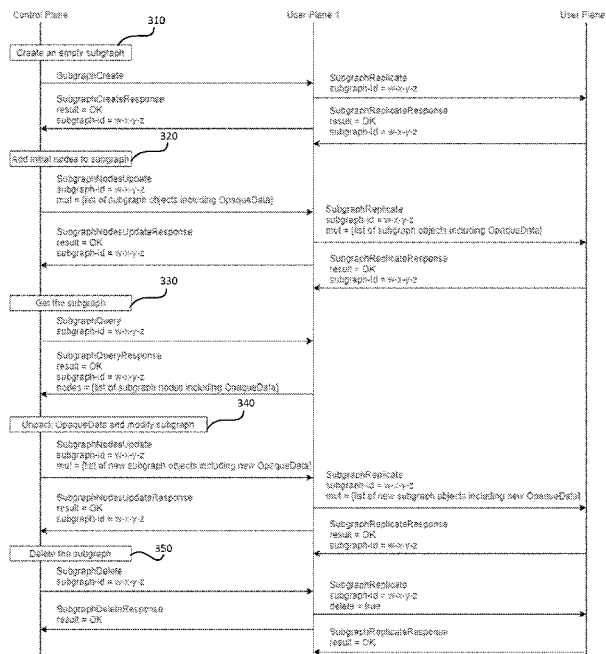 Control Plane
User Plane 1
User Plane
310
Create an empty subgraph
SubgraphCreate
SubgraphReplicate
subgraph-id = w-x-y-z
SubgraphCreateResponse
result = OK
subgraph-id = w-x-y-z
SubgraphReplicateResponse
result = OK
subgraph-id = w-x-y-z
320
Add initial nodes to subgraph
SubgraphNodesUpdate
subgraph-id = w-x-y-z
mut = [list of subgraph objects including OpaqueData]
SubgraphReplicate
subgraph-id = w-x-y-z
mut = [list of subgraph objects including OpaqueData]
SubgraphNodesUpdateResponse
result = OK
subgraph-id = w-x-y-z
SubgraphReplicateResponse
result = OK
subgraph-id = w-x-y-z
330
Get the subgraph
SubgraphQuery
subgraph-id = w-x-y-z
SubgraphQueryResponse
result = OK
subgraph-id = w-x-y-z
nodes = [list of subgraph nodes including OpaqueData]
340
Unpack OpaqueData and modify subgraph
SubgraphNodesUpdate
subgraph-id = w-x-y-z
mut = [list of new subgraph objects including new OpaqueData]
SubgraphReplicate
subgraph-id = w-x-y-z
mut = [list of new subgraph objects including new OpaqueData]
SubgraphNodesUpdateResponse
result = OK
subgraph-id = w-x-y-z
SubgraphReplicateResponse
result = OK
subgraph-id = w-x-y-z
350
Delete the subgraph
SubgraphDelete
subgraph-id = w-x-y-z
SubgraphReplicate
subgraph-id = w-x-y-z
delete = true
SubgraphDeleteResponse
result = OK
SubgraphReplicateResponse
result = OK